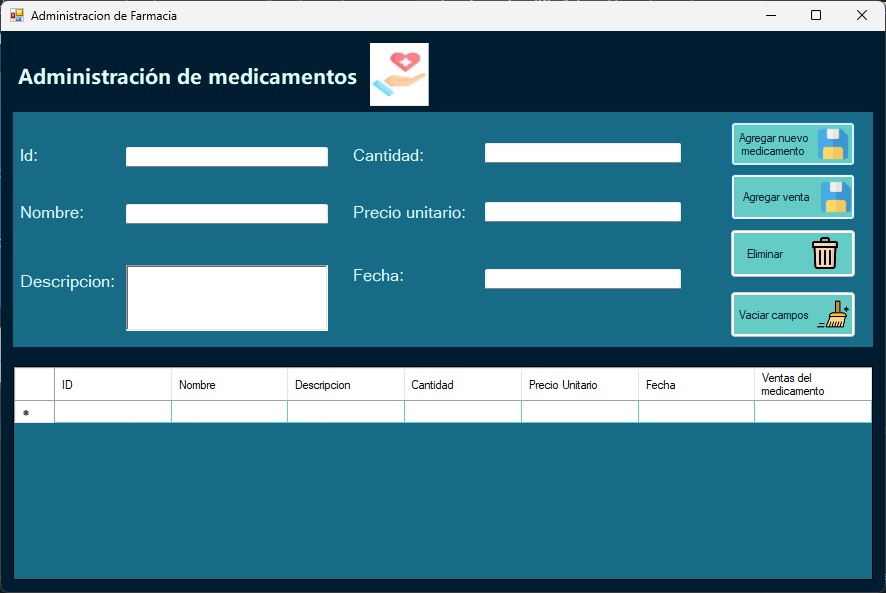 Administracion de Farmacia
Administración de medicamentos
Id:
Cantidad:
Agregar nuevo
medicamento
Nombre:
Precio unitario:
Agregar venta
Descripcion:
Fecha:
Eliminar
Vaciar campos
ID
Nombre
Descripcion
Cantidad
Precio Unitario
Fecha
Ventas del
medicamento